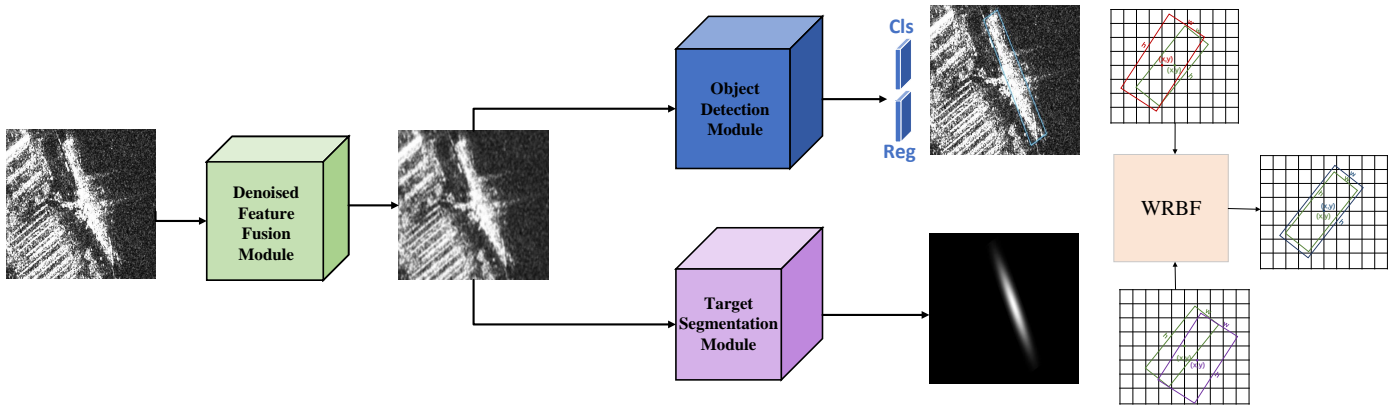 Denoised
Feature
Fusion
Module
Object
Detection
Module
Cls
Reg
Target
Segmentation
Module
w
h
(x,y)
(x,y)
h
WRBF
w
w
h
(x,y)
(x,y)
h
w
w
h
(x,y)
(x,y)
h